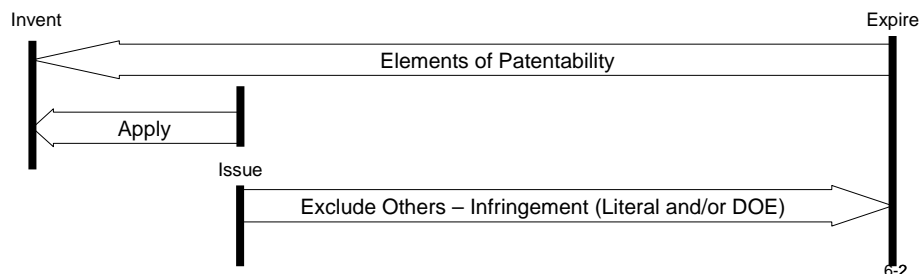 Invent
Expire
Elements of Patentability
Apply
Issue
Exclude Others – Infringement (Literal and/or DOE)
6-2